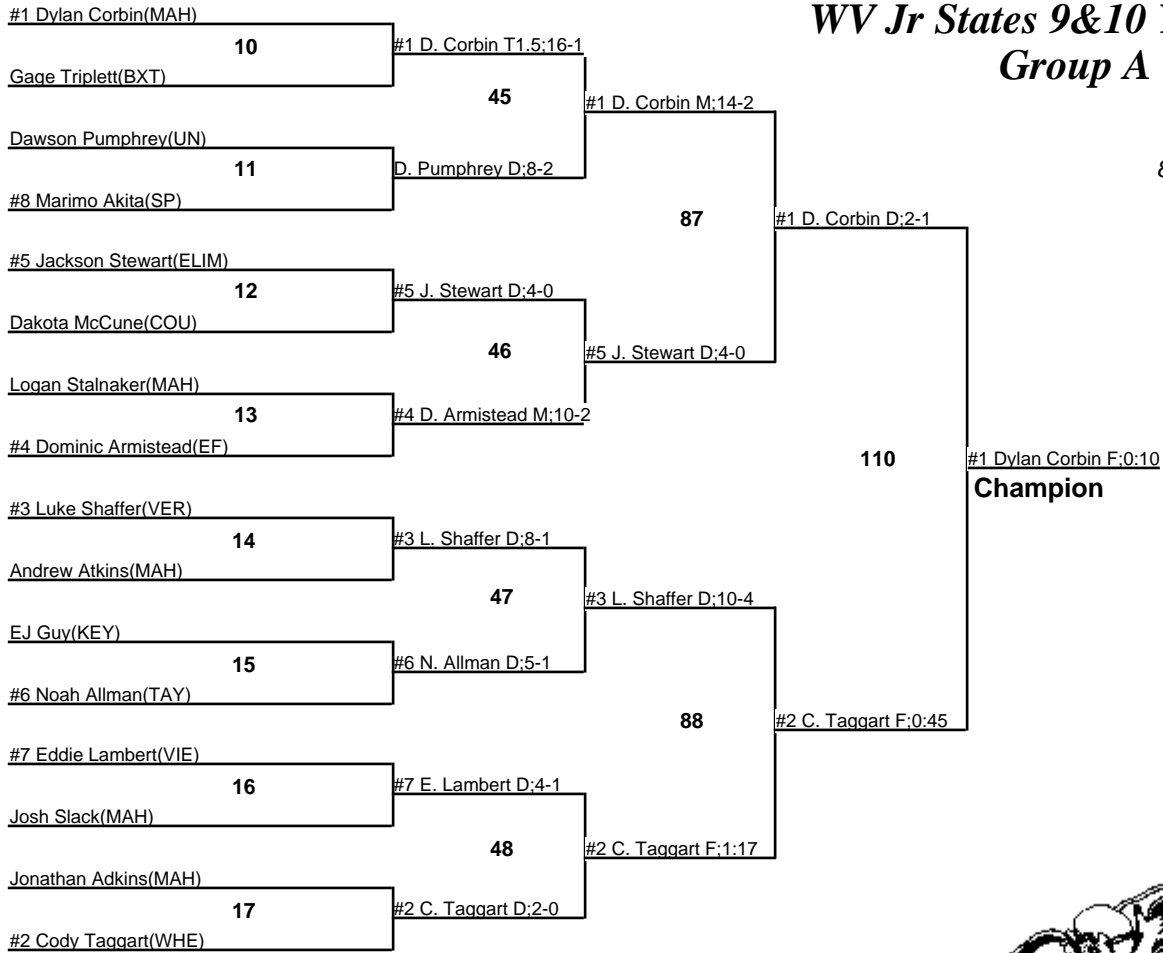 WV Jr States 9&10
Group A
#1 Dylan Corbin(MAH)
10
#1 D. Corbin T1.5;16-1
Gage Triplett(BXT)
45
#1 D. Corbin M;14-2
Dawson Pumphrey(UN)
11
D. Pumphrey D;8-2
#8 Marimo Akita(SP)
87
#1 D. Corbin D;2-1
#5 Jackson Stewart(ELIM)
12
#5 J. Stewart D;4-0
Dakota McCune(COU)
46
#5 J. Stewart D;4-0
Logan Stalnaker(MAH)
13
#4 D. Armistead M;10-2
#4 Dominic Armistead(EF)
110
#1 Dylan Corbin F;0:10
Champion
#3 Luke Shaffer(VER)
14
#3 L. Shaffer D;8-1
Andrew Atkins(MAH)
47
#3 L. Shaffer D;10-4
EJ Guy(KEY)
15
#6 N. Allman D;5-1
#6 Noah Allman(TAY)
88
#2 C. Taggart F;0:45
#7 Eddie Lambert(VIE)
16
#7 E. Lambert D;4-1
Josh Slack(MAH)
48
#2 C. Taggart F;1:17
Jonathan Adkins(MAH)
17
#2 C. Taggart D;2-0
#2 Cody Taggart(WHE)